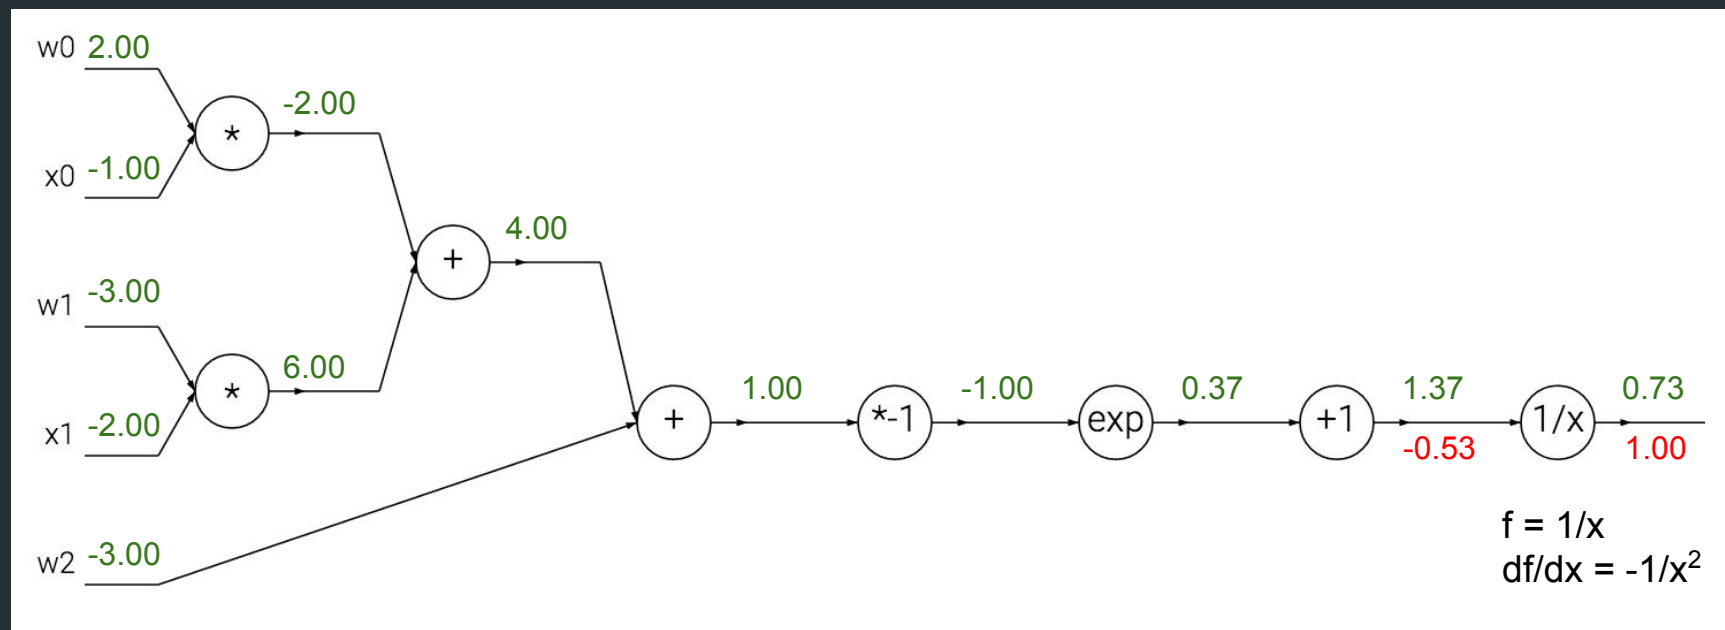 w0 2.00
*
-2.00
x0 -1.00
+
4.00
w1 -3.00
*
6.00
x1 -2.00
w2 -3.00
+
1.00
*-1
-1.00
exp
0.37
+1
1.37
-0.53
1/x
0.73
1.00
f = 1/x
df/dx = -1/x²